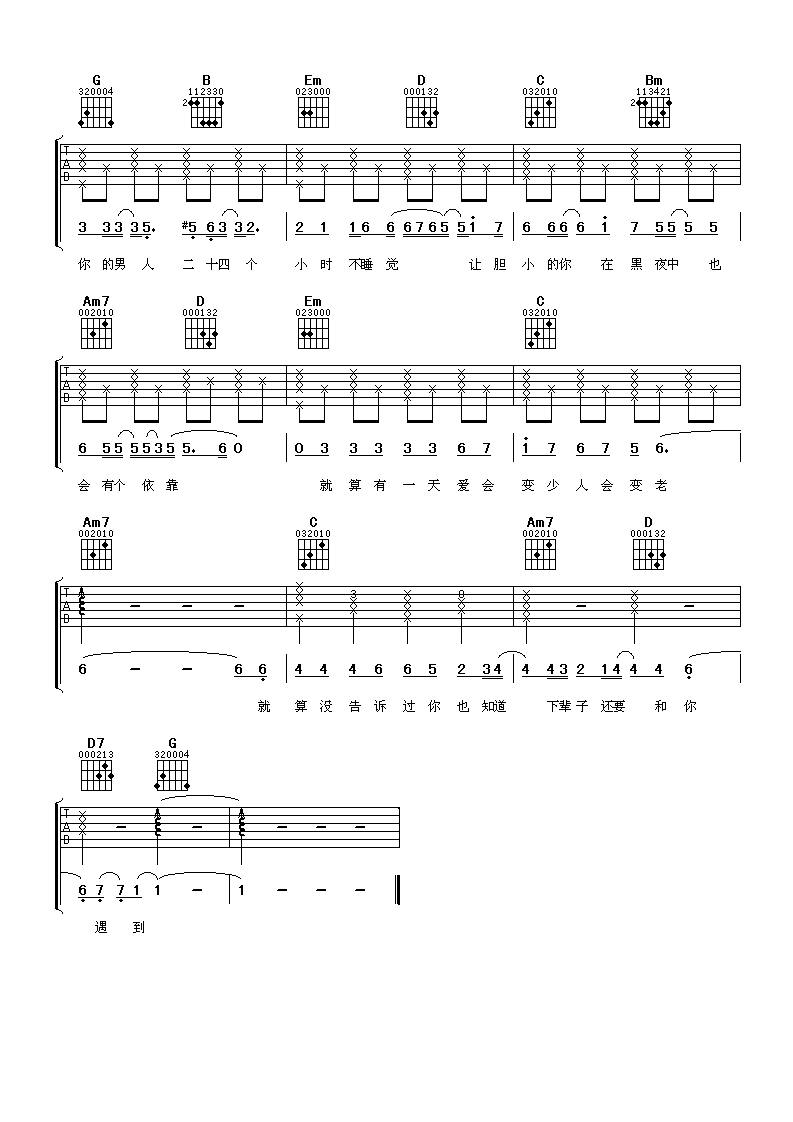 G B Em D C Bm
320004 112330 023000 000132 032010 113421
2 2
T A B
3 33 35. #5 63 32. 2 1 16 6 6765 51 7 6 66 6 1 7 55 5 5
你 的男 人 二 十四 个 小 时 不睡 觉 让 胆 小 的你 在 黑 夜中 也
Am7 D Em C
002010 000132 023000 032010
T A B
6 55 5535 5. 6 0 0 3 3 3 3 3 6 7 1 7 6 7 5 6.
会 有个 依 靠 就 算 有 一 天 爱 会 变 少 人 会 变 老
Am7 C Am7 D
002010 032010 002010 000132
T A B – – – 3 0 – –
6 – – 6 6 4 4 4 6 6 5 2 34 4 43 2 14 4 4 6
就 算 没 告 诉 过 你 也 知道 下辈 子 还要 和 你
D7 G
000213 320004
T A B – – – – –
6 7 7 1 1 – 1 – – –
遇 到